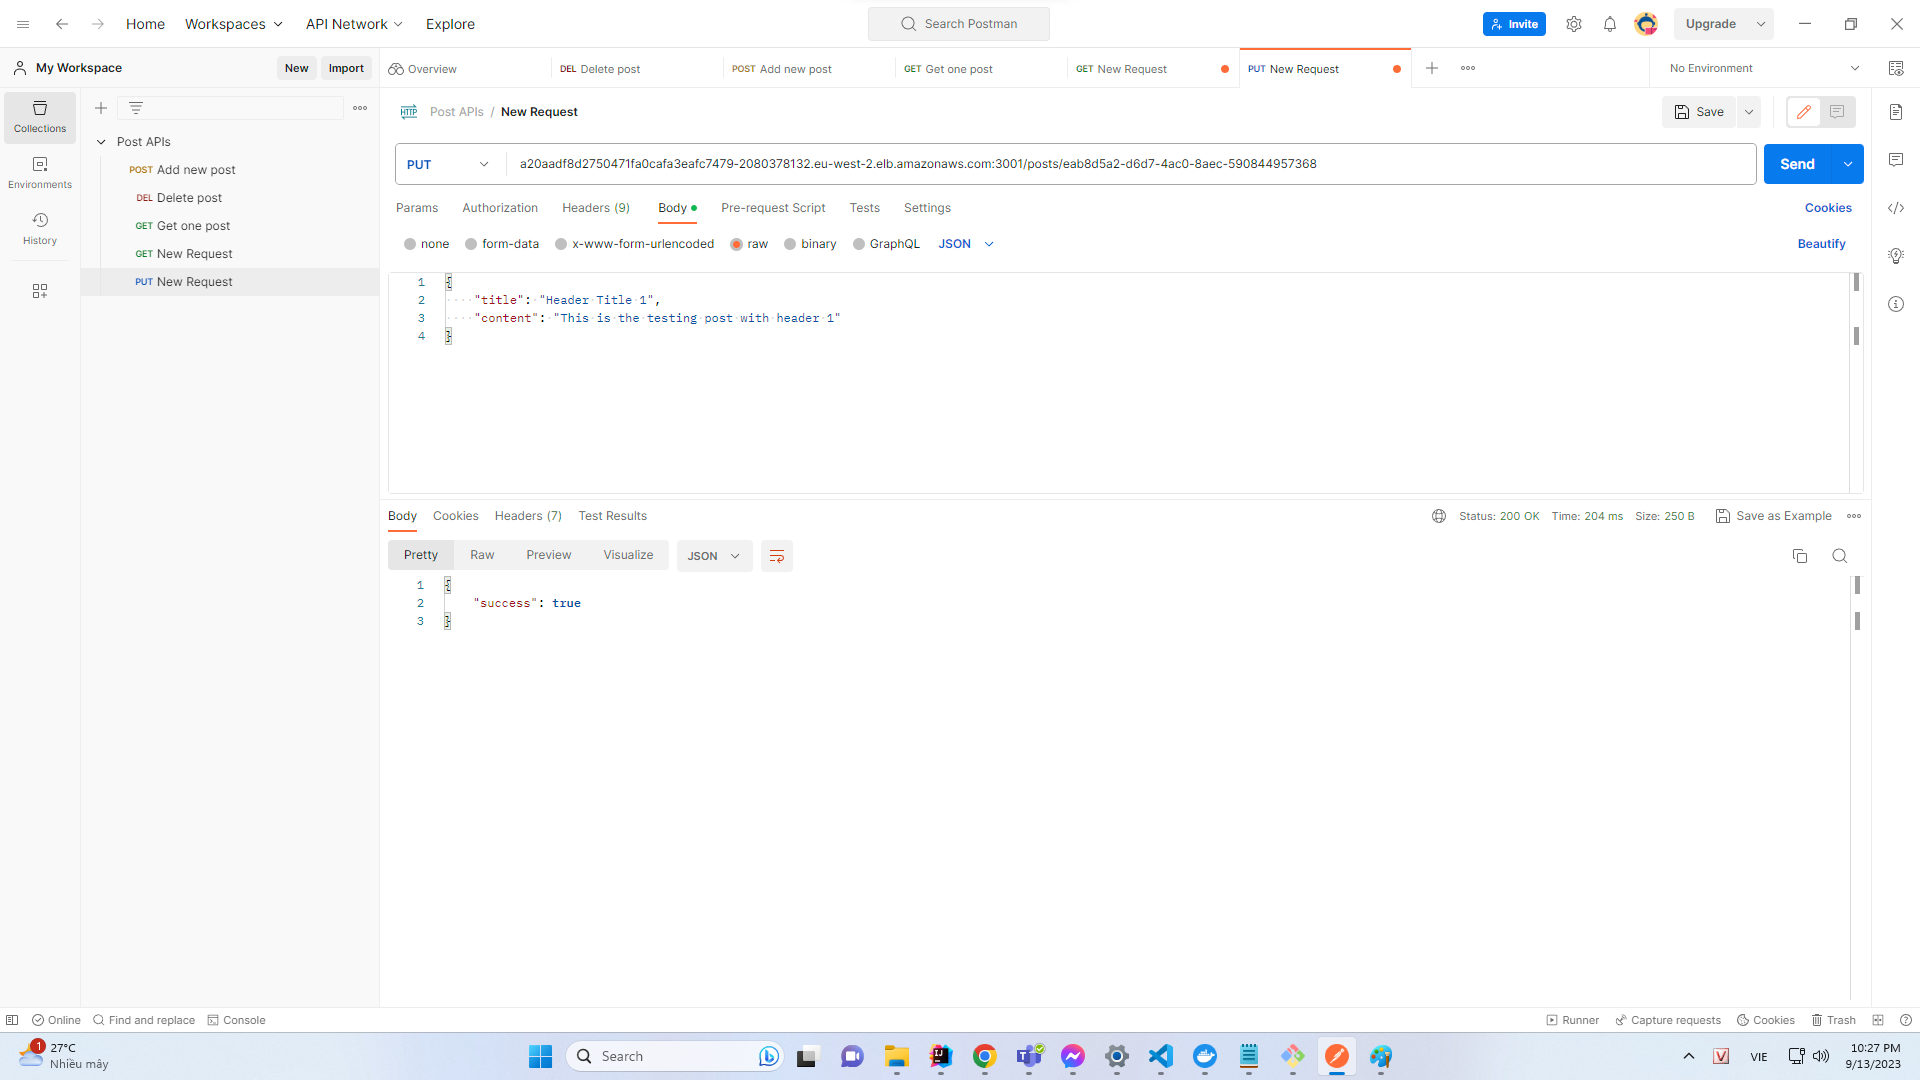 Home
Workspaces
API Network
Explore
Search Postman
Invite
Upgrade
My Workspace
New
Import
Overview
DEL Delete post
POST Add new post
GET Get one post
GET New Request
PUT New Request
No Environment
Collections
Environments
History
Post APIs
POST Add new post
DEL Delete post
GET Get one post
GET New Request
PUT New Request
HTTP Post APIs / New Request
Save
PUT
a20aadf8d2750471fa0cafa3eafc7479-2080378132.eu-west-2.elb.amazonaws.com:3001/posts/eab8d5a2-d6d7-4ac0-8aec-590844957368
Send
Params
Authorization
Headers (9)
Body
Pre-request Script
Tests
Settings
Cookies
none
form-data
x-www-form-urlencoded
raw
binary
GraphQL
JSON
Beautify
1 {
2 "title": "Header Title 1",
3 "content": "This is the testing post with header 1"
4 }
Body
Cookies
Headers (7)
Test Results
Status: 200 OK
Time: 204 ms
Size: 250 B
Save as Example
Pretty
Raw
Preview
Visualize
JSON
1 {
2 "success": true
3 }
Online
Find and replace
Console
Runner
Capture requests
Cookies
Trash
1
27°C
Nhiều mây
Search
VIE
10:27 PM
9/13/2023